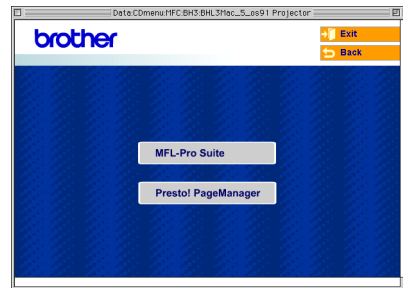 Data:CDmenu:MFC:BH3:BHL3Mac_5_os91 Projector
brother
Exit
Back
MFL-Pro Suite
Presto! PageManager